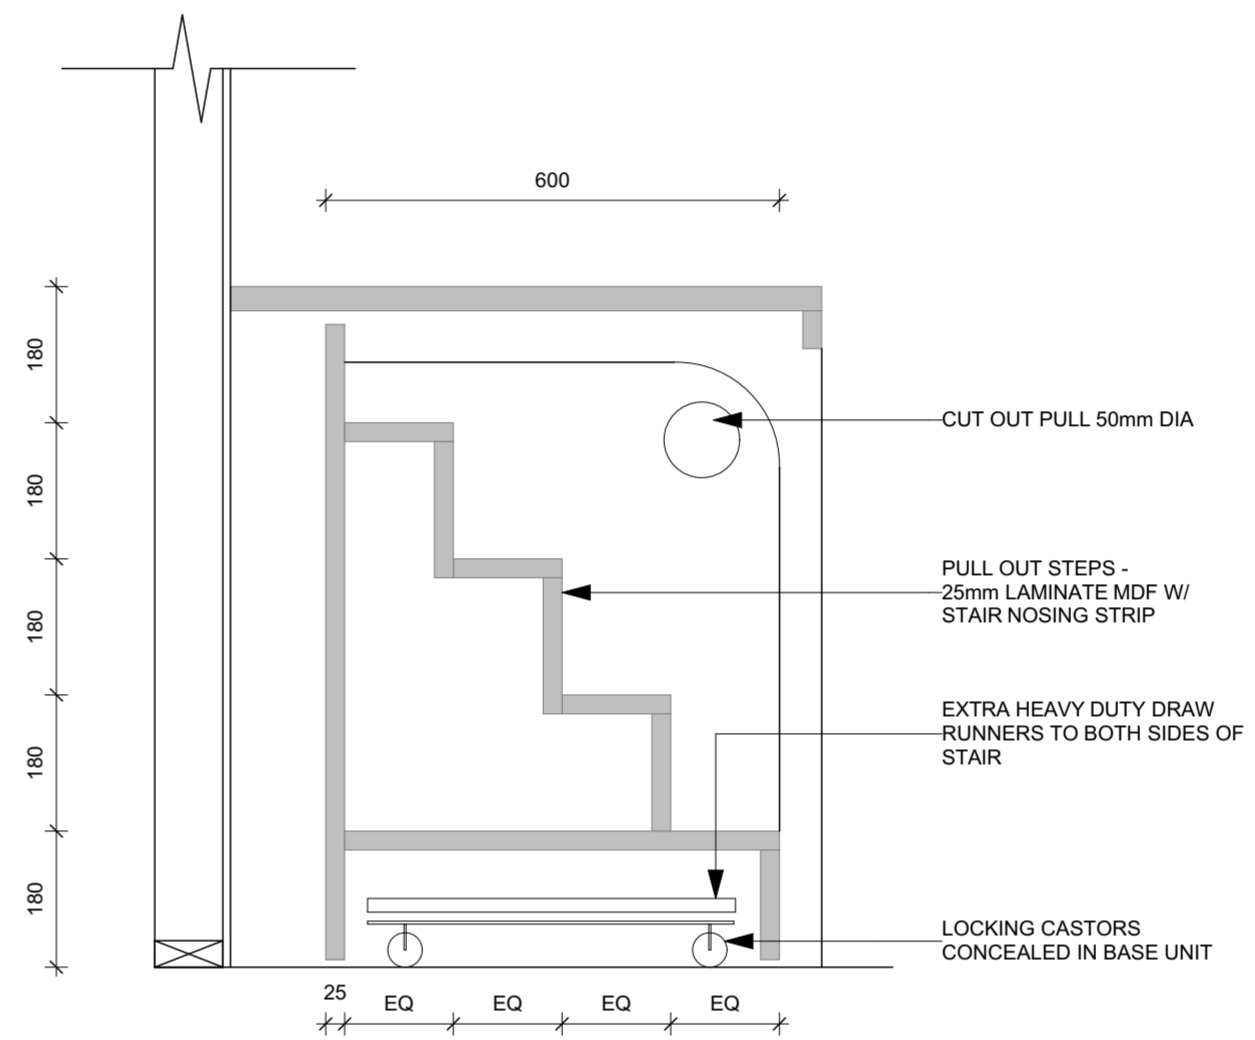 600
180
180
180
180
180
CUT OUT PULL 50mm DIA
PULL OUT STEPS -
25mm LAMINATE MDF W/
STAIR NOSING STRIP
EXTRA HEAVY DUTY DRAW
RUNNERS TO BOTH SIDES OF
STAIR
LOCKING CASTORS
CONCEALED IN BASE UNIT
25
EQ
EQ
EQ
EQ